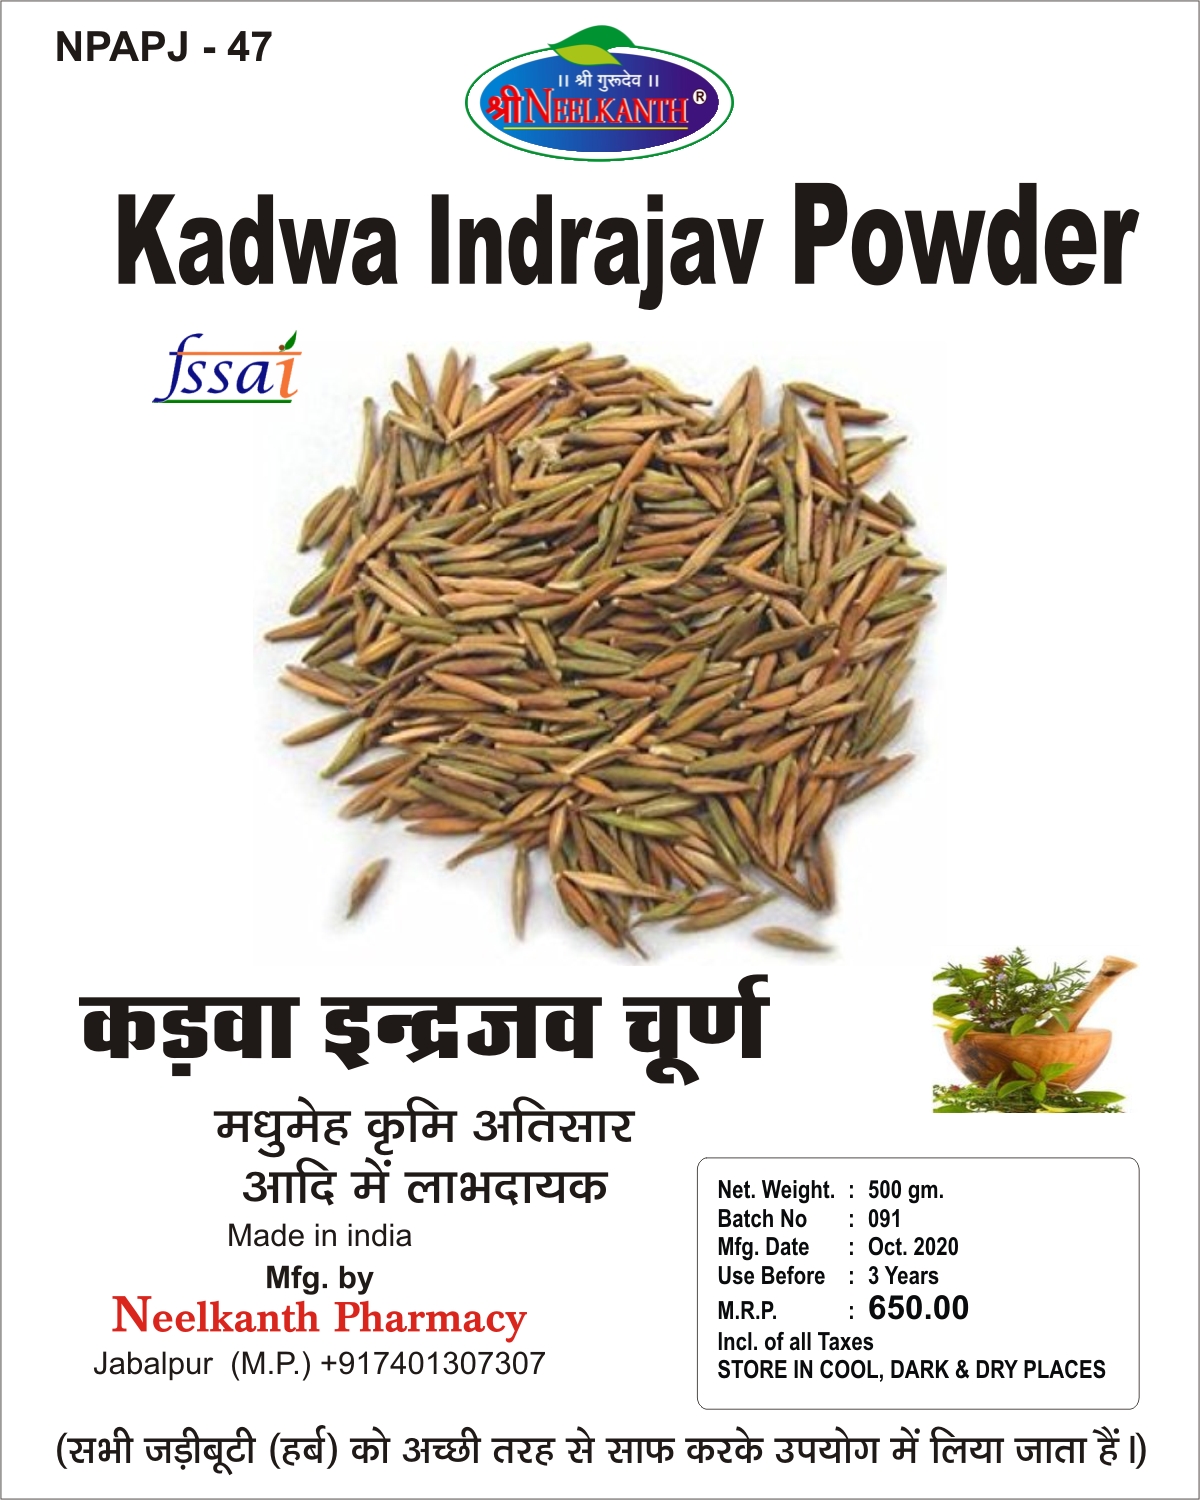 NPAPJ - 47
।। श्री गुरूदेव ।।
श्री NEELKANTH ®
Kadwa Indrajav Powder
fssai
कड़वा इन्द्रजव चूर्ण
मधुमेह कृमि अतिसार
आदि में लाभदायक
Made in india
Mfg. by
Neelkanth Pharmacy
Jabalpur (M.P.) +917401307307
Net. Weight. : 500 gm.
Batch No : 091
Mfg. Date : Oct. 2020
Use Before : 3 Years
M.R.P. : 650.00
Incl. of all Taxes
STORE IN COOL, DARK & DRY PLACES
(सभी जड़ीबूटी (हर्ब) को अच्छी तरह से साफ करके उपयोग में लिया जाता हैं।)